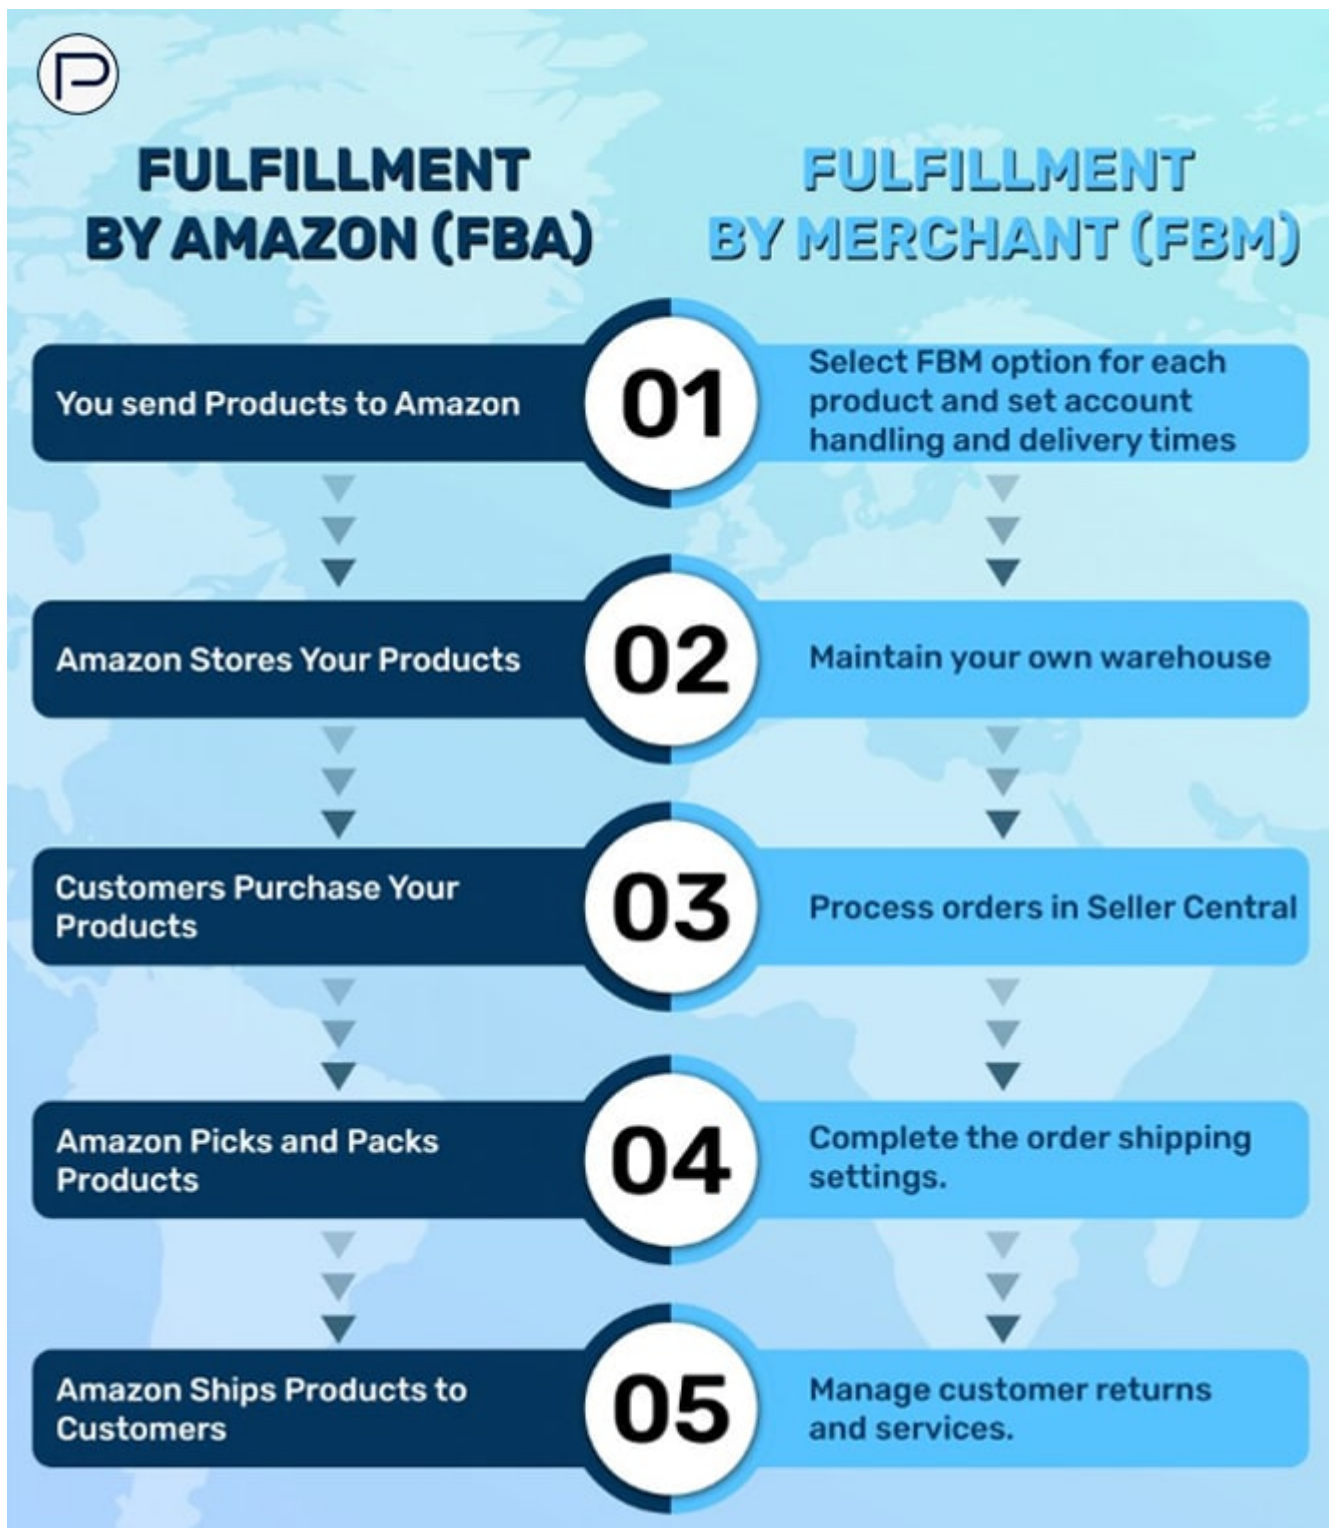 P
FULFILLMENT
BY AMAZON (FBA)
FULFILLMENT
BY MERCHANT (FBM)
You send Products to Amazon
01
Select FBM option for each
product and set account
handling and delivery times
Amazon Stores Your Products
02
Maintain your own warehouse
Customers Purchase Your
Products
03
Process orders in Seller Central
Amazon Picks and Packs
Products
04
Complete the order shipping
settings.
Amazon Ships Products to
Customers
05
Manage customer returns
and services.